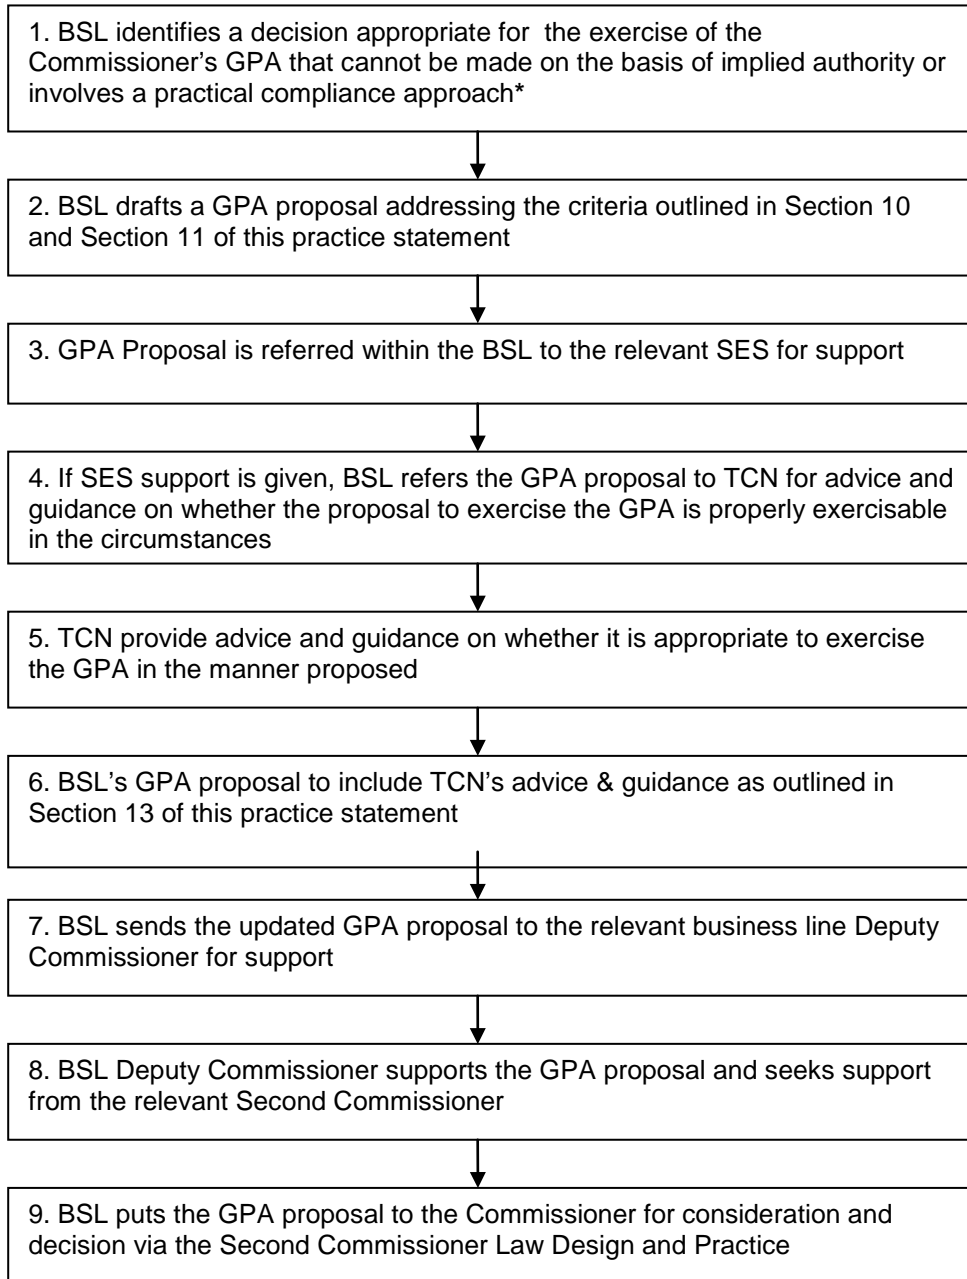 1. BSL identifies a decision appropriate for  the exercise of the
Commissioner’s GPA that cannot be made on the basis of implied authority or
involves a practical compliance approach*
2. BSL drafts a GPA proposal addressing the criteria outlined in Section 10
and Section 11 of this practice statement
3. GPA Proposal is referred within the BSL to the relevant SES for support
4. If SES support is given, BSL refers the GPA proposal to TCN for advice and
guidance on whether the proposal to exercise the GPA is properly exercisable
in the circumstances
5. TCN provide advice and guidance on whether it is appropriate to exercise
the GPA in the manner proposed
6. BSL’s GPA proposal to include TCN’s advice & guidance as outlined in
Section 13 of this practice statement
7. BSL sends the updated GPA proposal to the relevant business line Deputy
Commissioner for support
8. BSL Deputy Commissioner supports the GPA proposal and seeks support
from the relevant Second Commissioner
9. BSL puts the GPA proposal to the Commissioner for consideration and
decision via the Second Commissioner Law Design and Practice